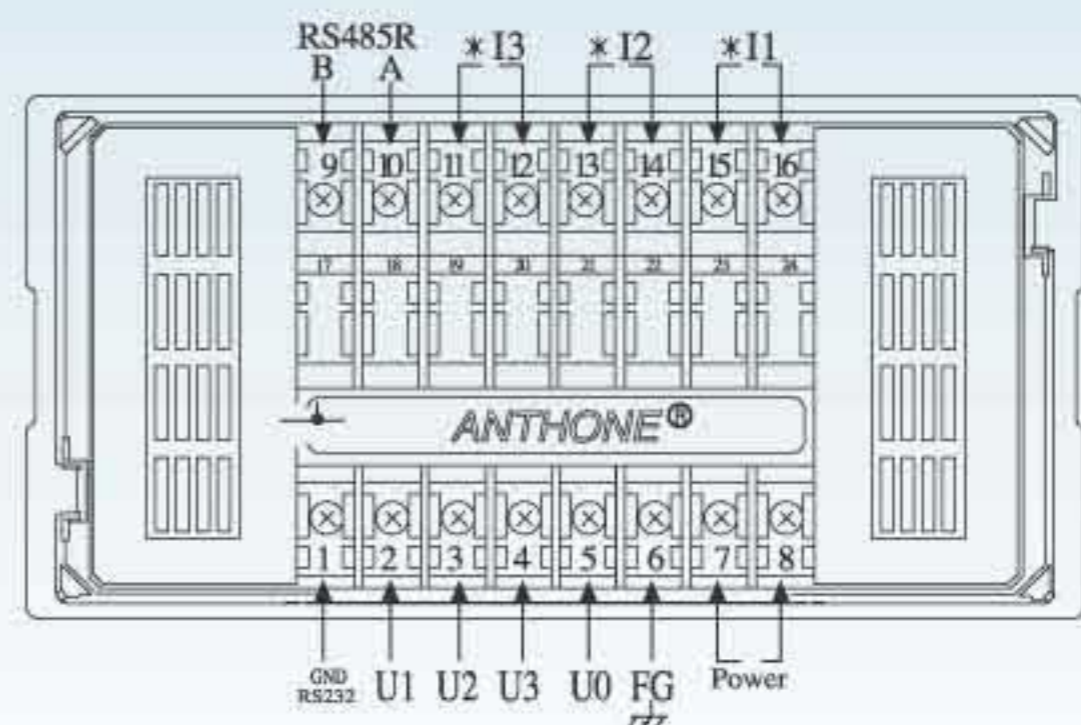 RS485R
B A *I3 *I2 *I1
9 10 11 12 13 14 15 16
17 18 19 20 21 22 23 24
ANTHONE®
1 2 3 4 5 6 7 8
GND
RS232 U1 U2 U3 U0 FG Power